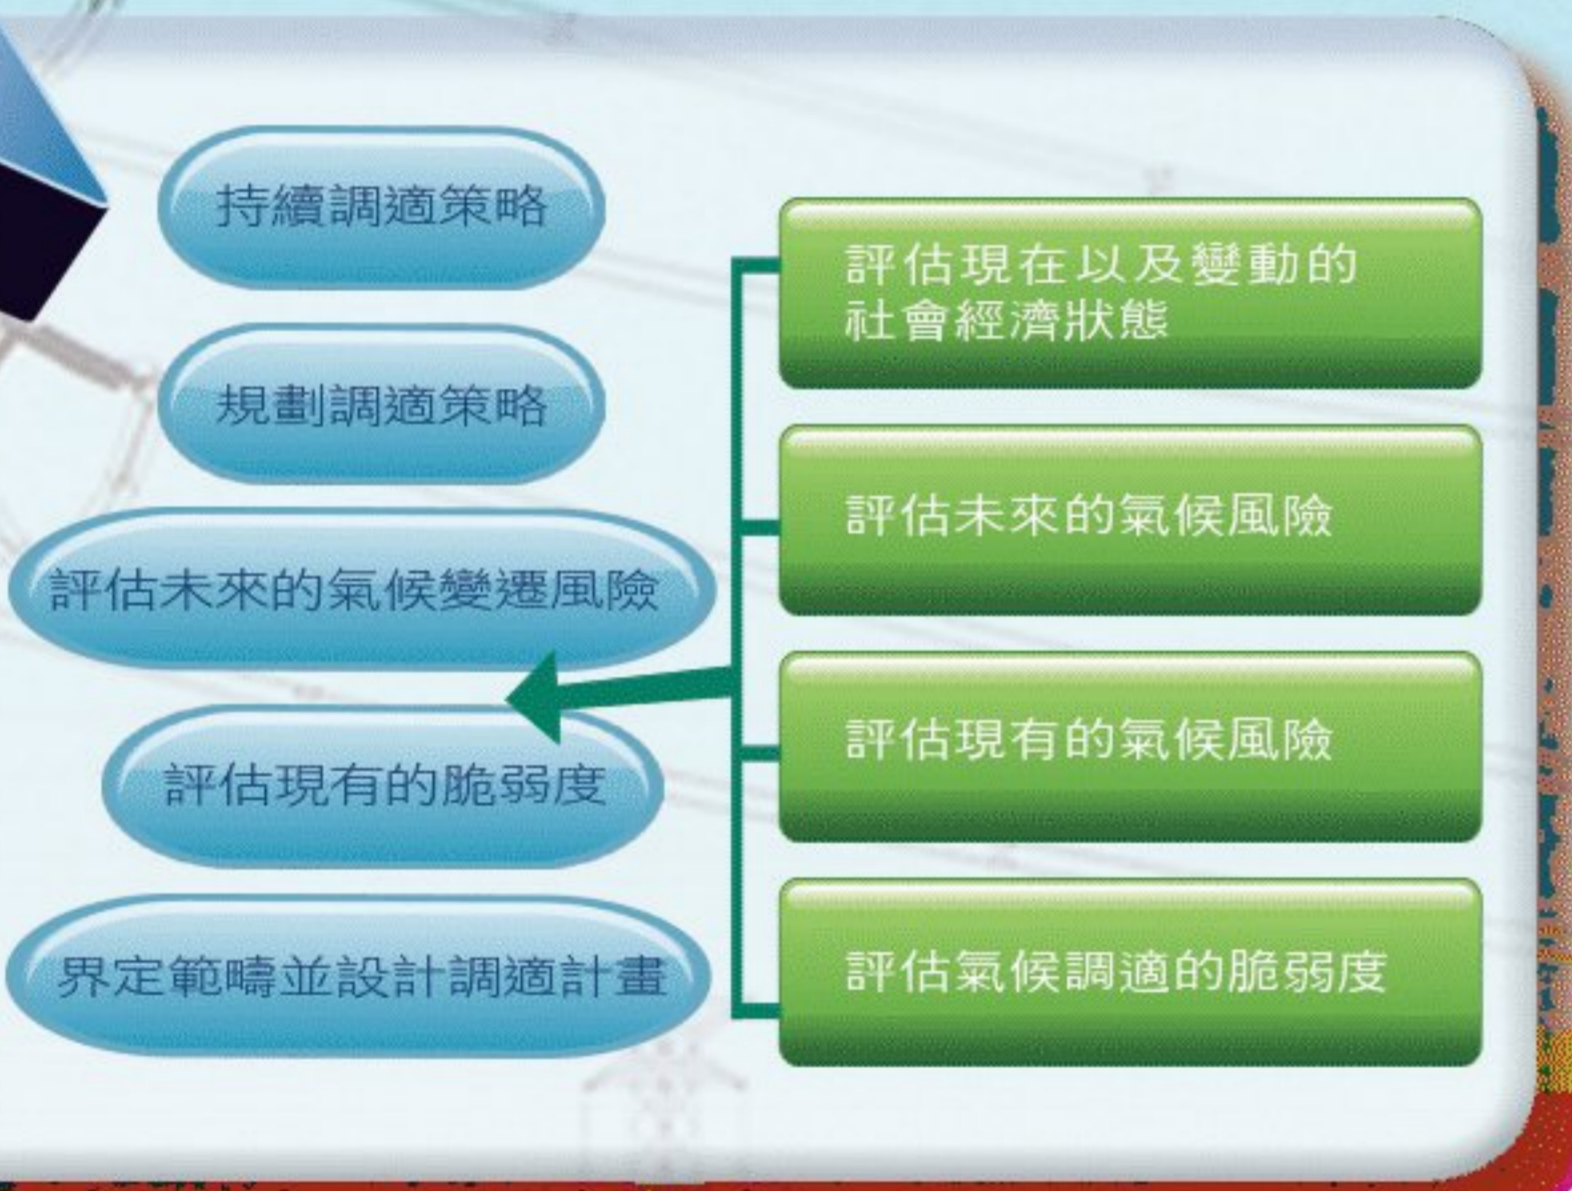 持續調適策略
規劃調適策略
評估未來的氣候變遷風險
評估現有的脆弱度
界定範疇並設計調適計畫
評估現在以及變動的
社會經濟狀態
評估未來的氣候風險
評估現有的氣候風險
評估氣候調適的脆弱度